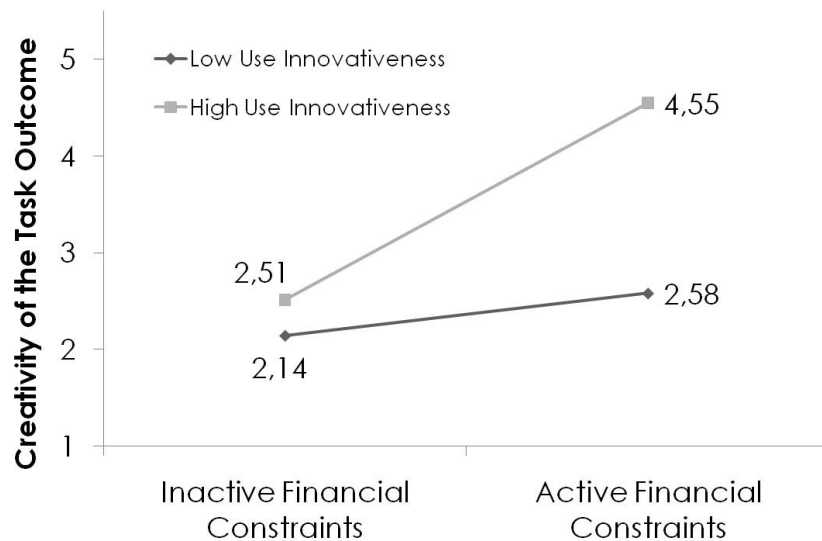 Creativity of the Task Outcome
5
4
3
2
1
Low Use Innovativeness
High Use Innovativeness
4,55
2,51
2,58
2,14
Inactive Financial
Constraints
Active Financial
Constraints